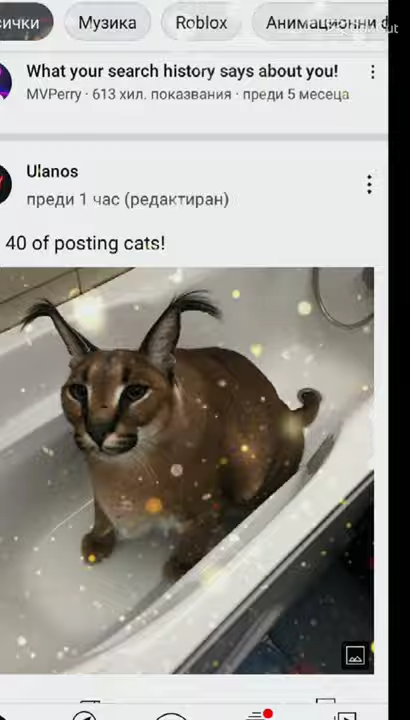 ички
Музика
Roblox
Анимационни ф
What your search history says about you!
MVPerry · 613 хил. показвания · преди 5 месеца
Ulanos
преди 1 час (редактиран)
40 of posting cats!